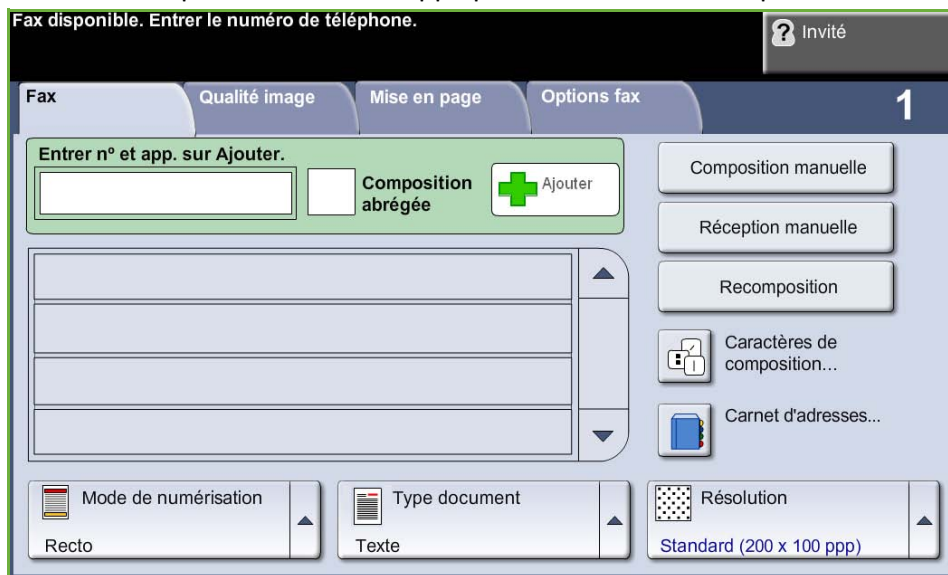 Fax disponible. Entrer le numéro de téléphone.
Invité
Fax
Qualité image
Mise en page
Options fax
1
Entrer nº et app. sur Ajouter.
Composition
abrégée
Ajouter
Composition manuelle
Réception manuelle
Recomposition
Caractères de
composition...
Carnet d'adresses...
Mode de numérisation
Recto
Type document
Texte
Résolution
Standard (200 x 100 ppp)